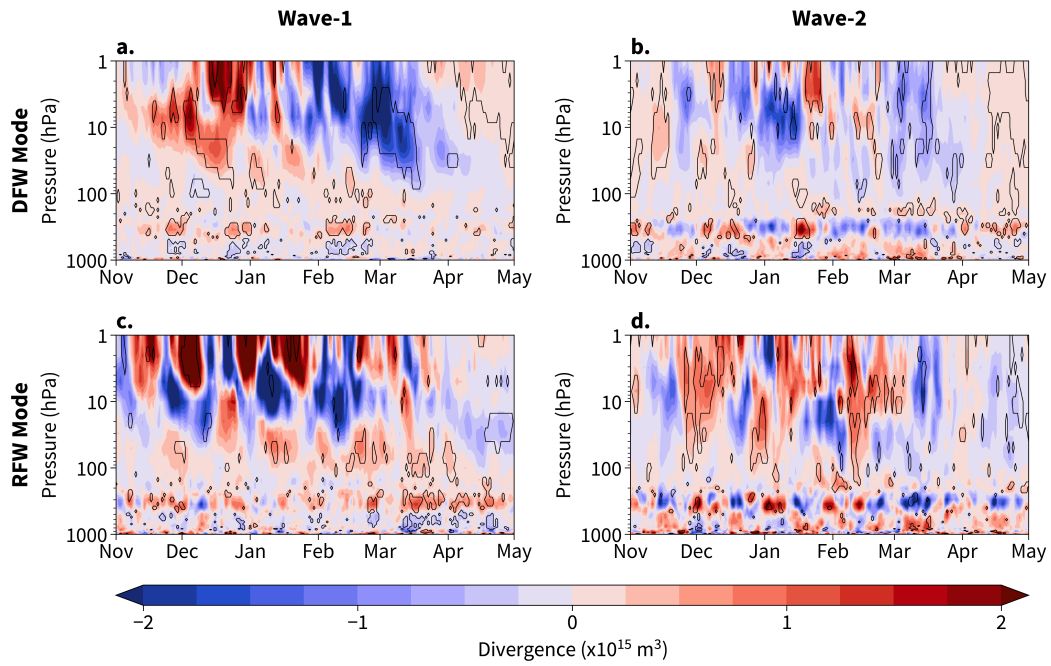 Wave-1
Wave-2
a.
b.
DFW Mode
Pressure (hPa)
1
10
100
1000
Nov Dec Jan Feb Mar Apr May
Pressure (hPa)
1
10
100
1000
Nov Dec Jan Feb Mar Apr May
c.
d.
RFW Mode
Pressure (hPa)
1
10
100
1000
Nov Dec Jan Feb Mar Apr May
Pressure (hPa)
1
10
100
1000
Nov Dec Jan Feb Mar Apr May
−2 −1 0 1 2
Divergence (x10¹⁵ m³)